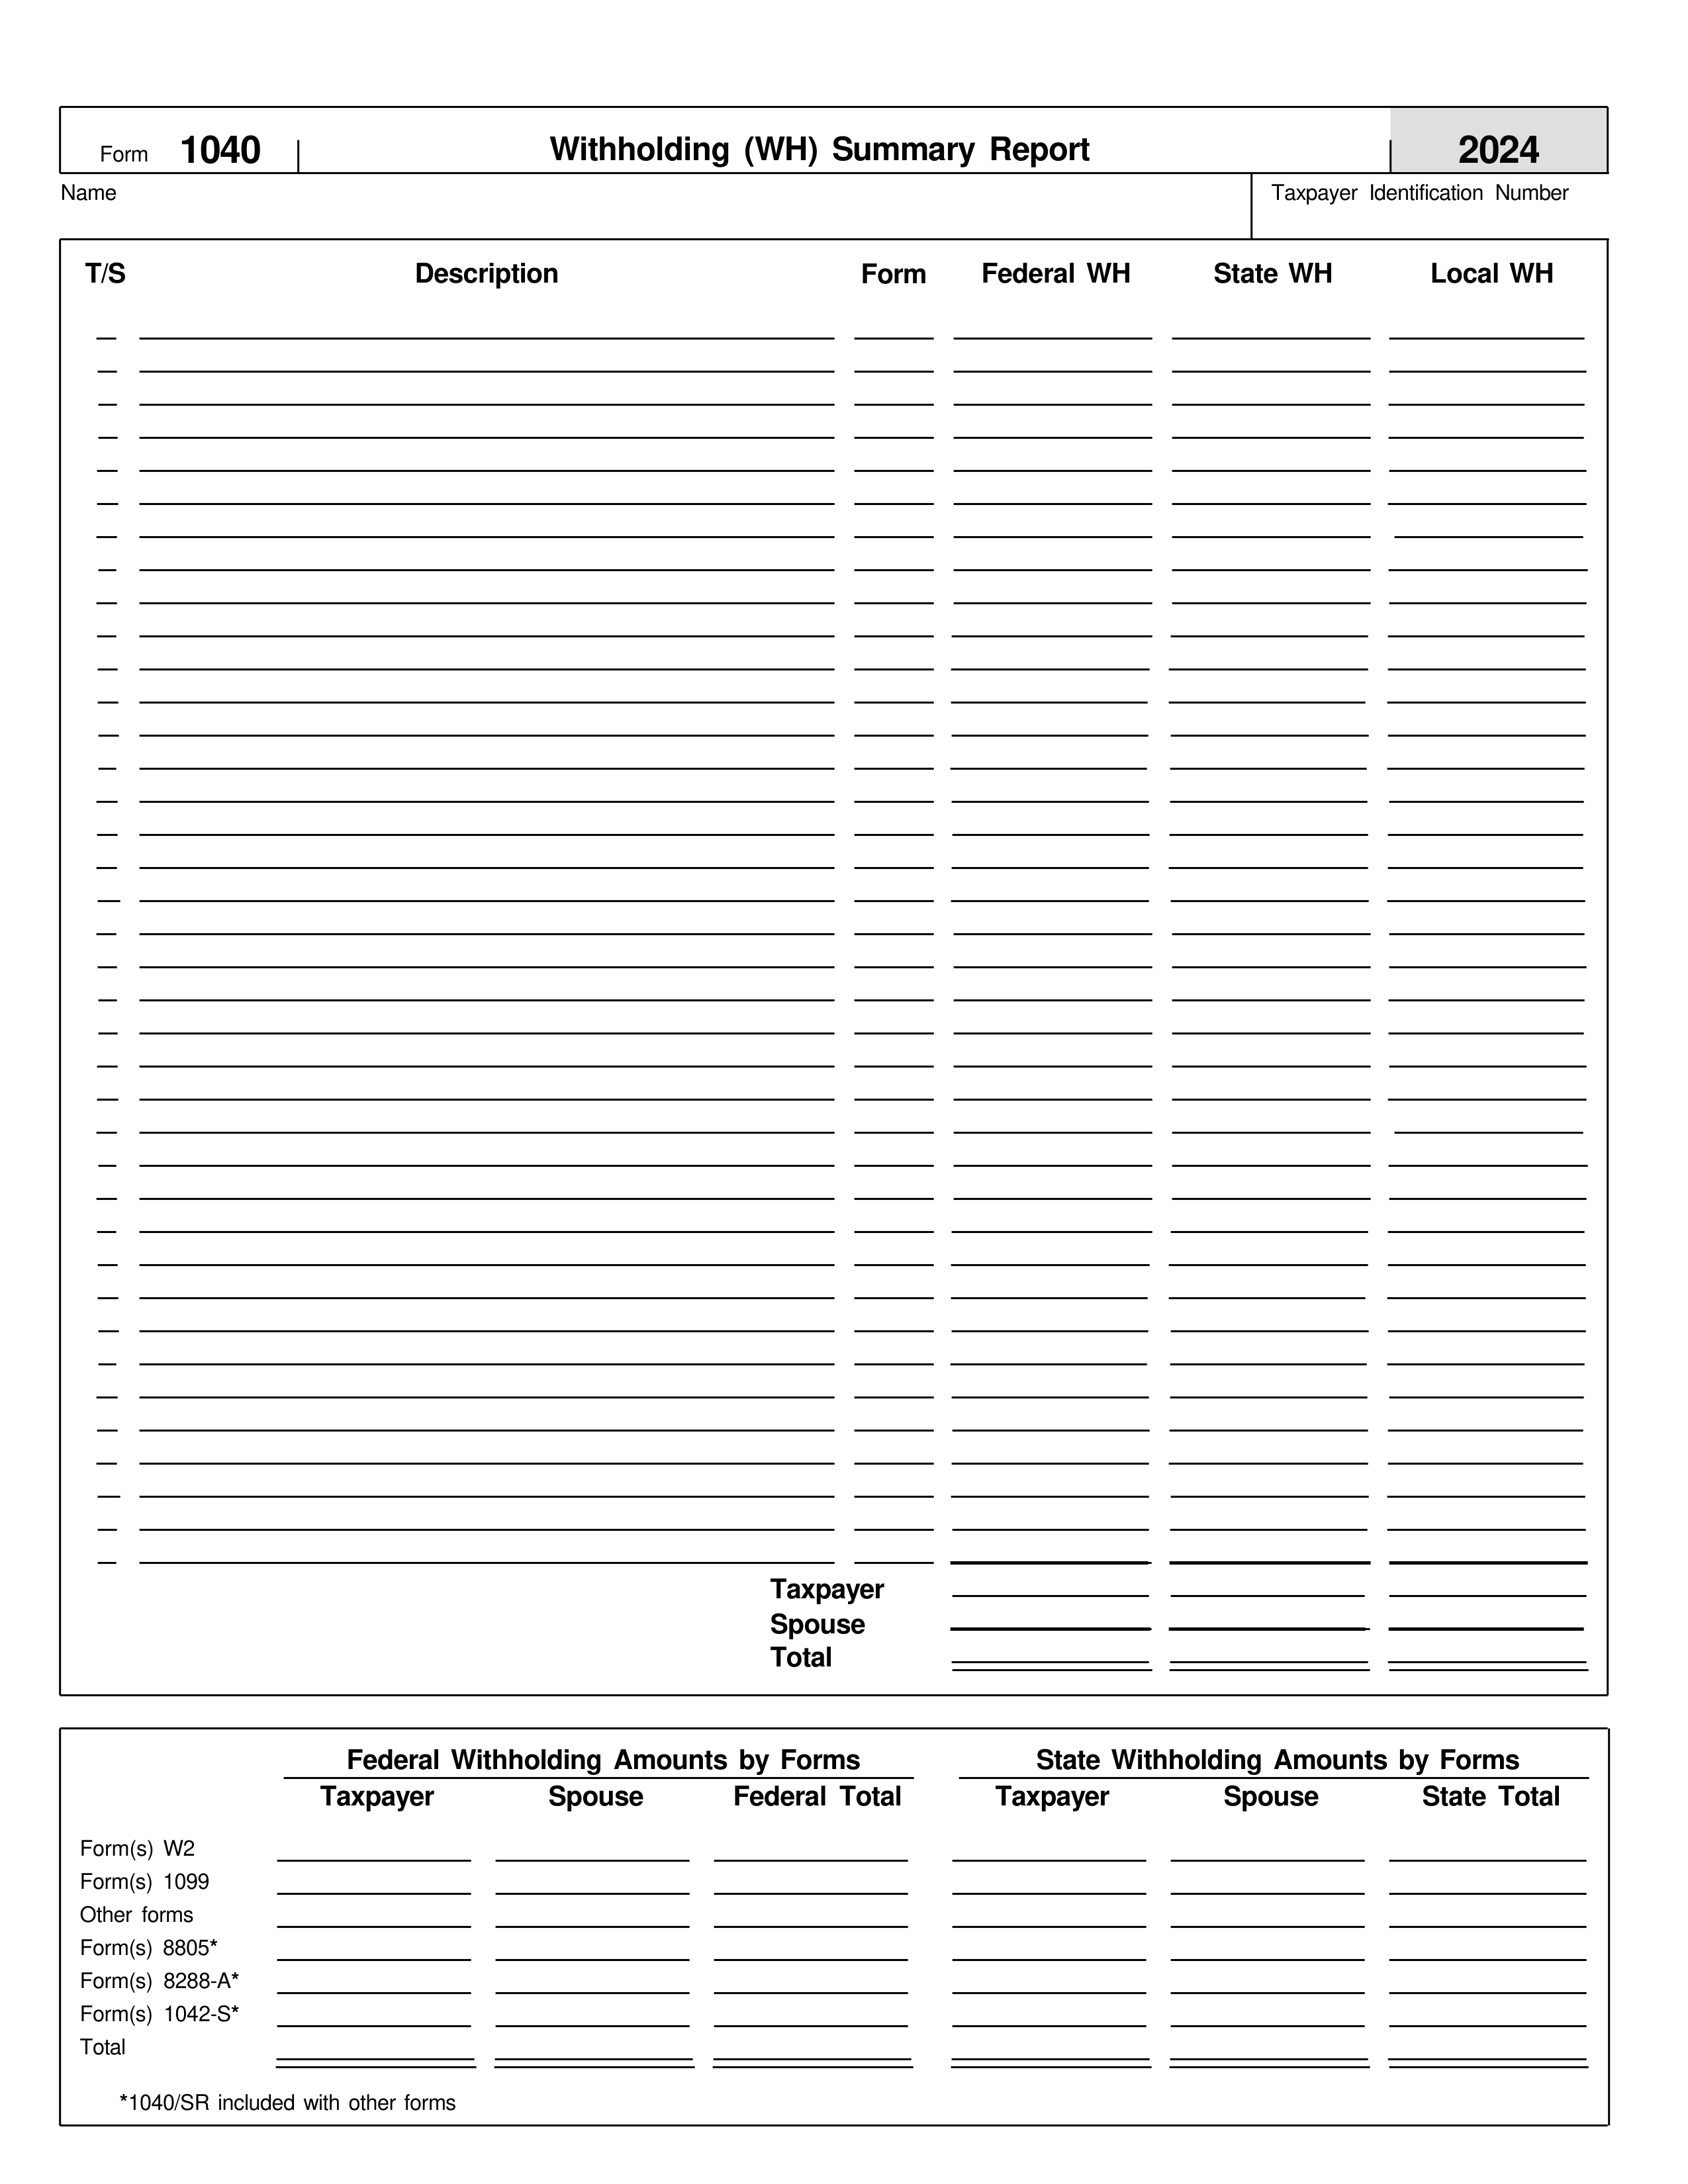 Form 1040 Withholding (WH) Summary Report 2024
Name Taxpayer Identification Number
T/S Description Form Federal WH State WH Local WH
Taxpayer
Spouse
Total
Federal Withholding Amounts by Forms State Withholding Amounts by Forms
Taxpayer Spouse Federal Total Taxpayer Spouse State Total
Form(s) W2
Form(s) 1099
Other forms
Form(s) 8805*
Form(s) 8288-A*
Form(s) 1042-S*
Total
*1040/SR included with other forms